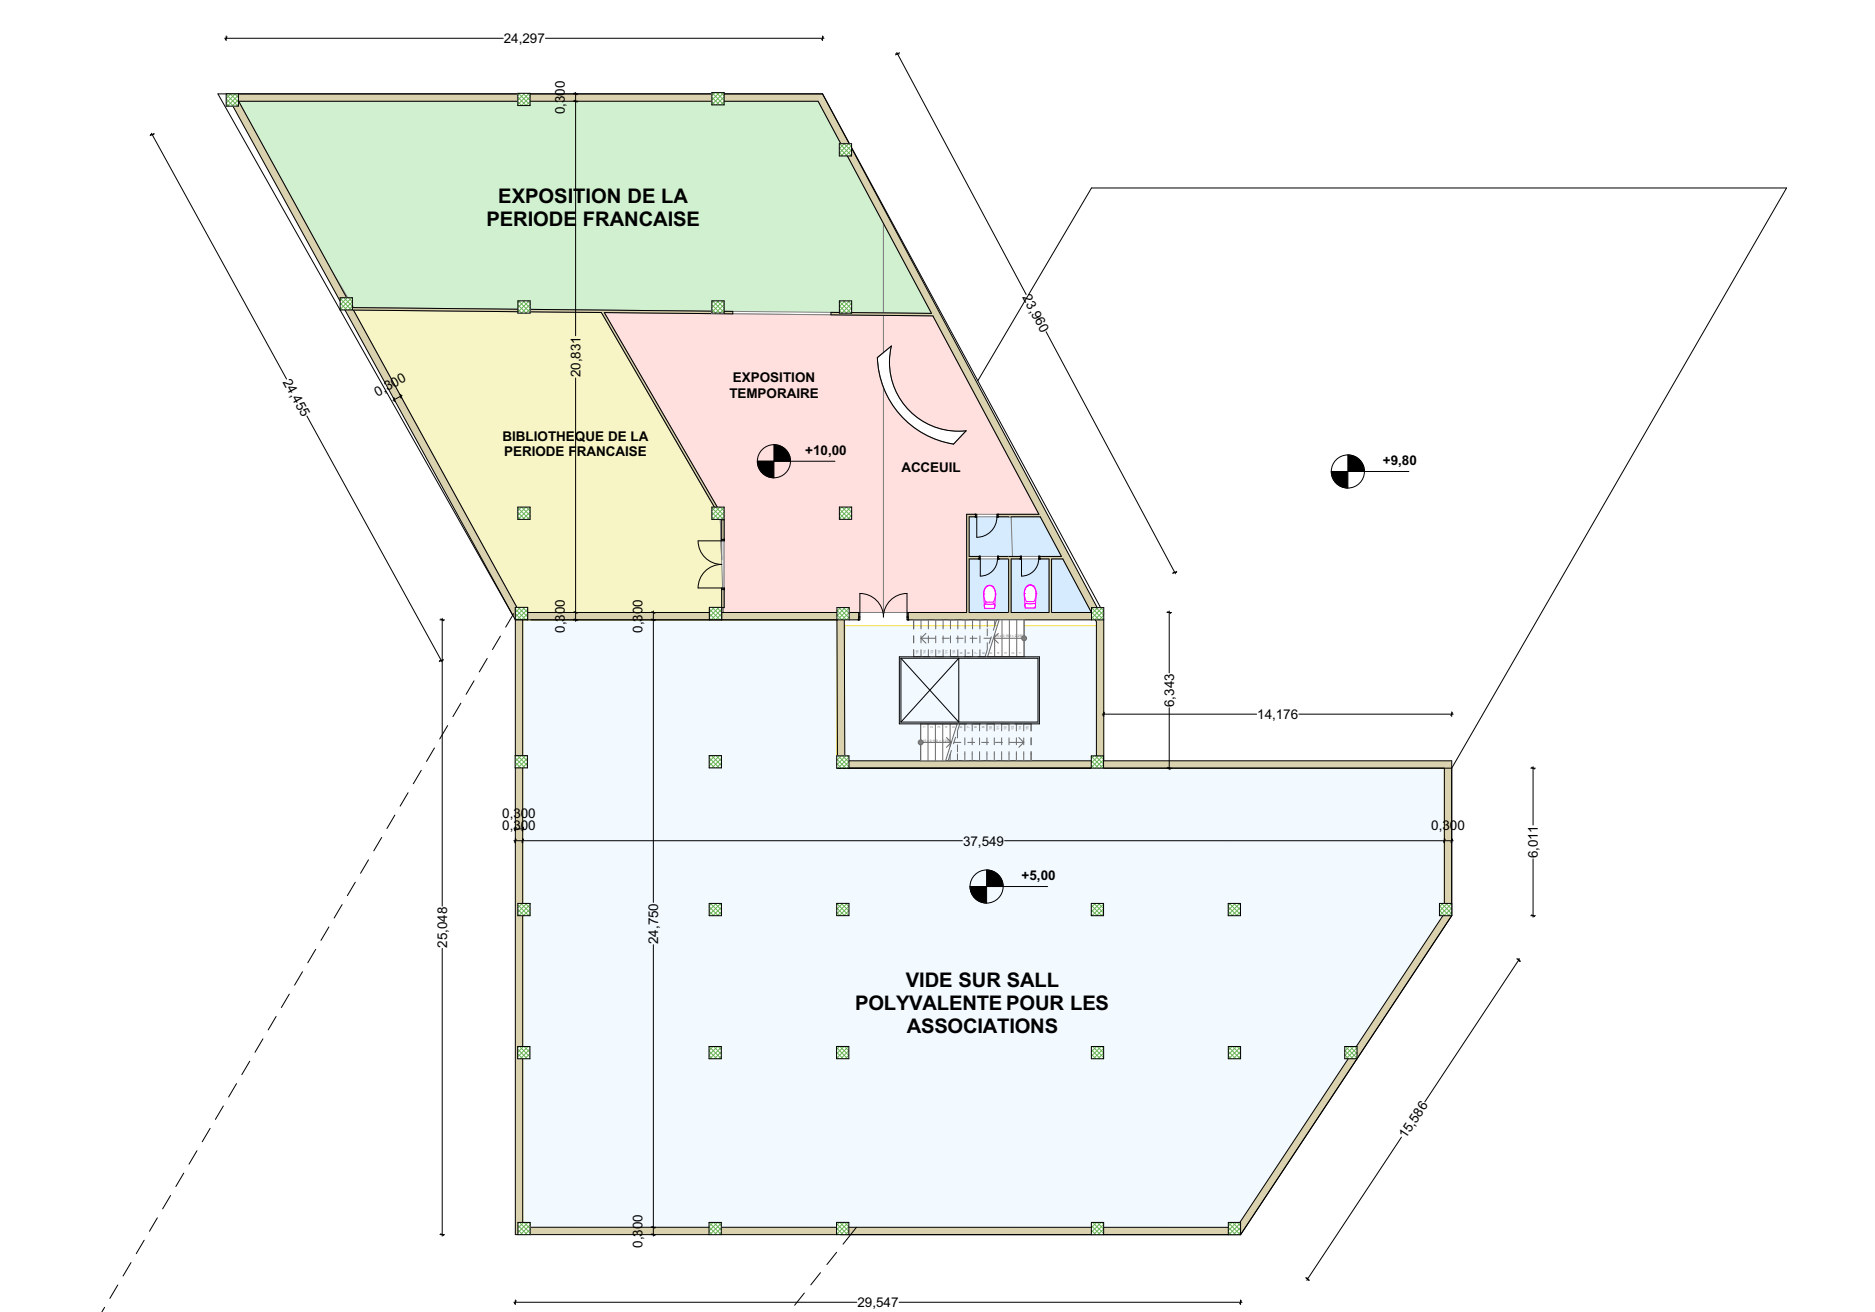 24,297
0,300
EXPOSITION DE LA
PERIODE FRANCAISE
23,960
20,831
24,455
0,300
EXPOSITION
TEMPORAIRE
BIBLIOTHEQUE DE LA
PERIODE FRANCAISE
+10,00
ACCEUIL
+9,80
0,300
0,300
6,343
14,176
0,300
0,300
0,300
37,549
6,011
+5,00
25,048
24,750
VIDE SUR SALL
POLYVALENTE POUR LES
ASSOCIATIONS
15,586
0,300
29,547